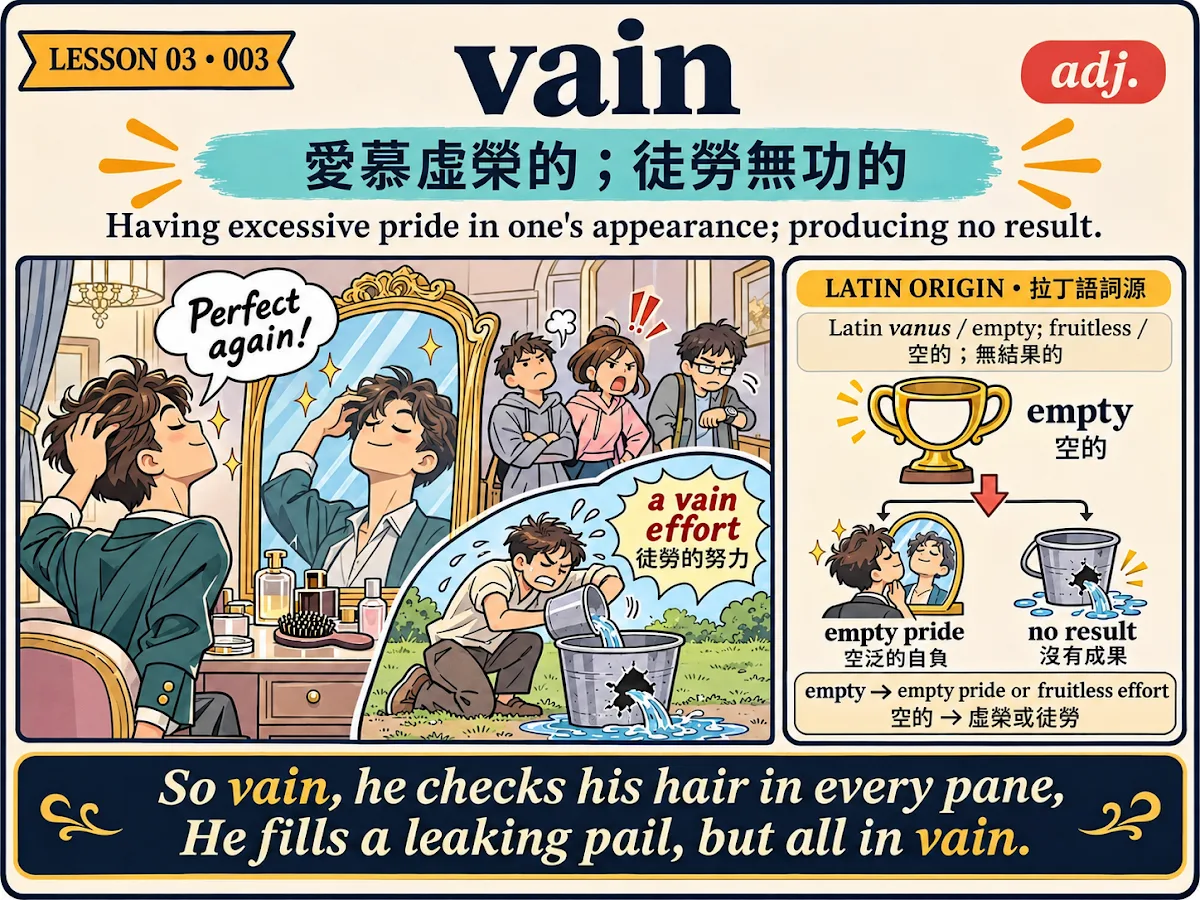 LESSON 03 • 003
vain
adj.
愛慕虛榮的；徒勞無功的
Having excessive pride in one's appearance; producing no result.
Perfect
again!
a vain
effort
徒勞的努力
LATIN ORIGIN • 拉丁語詞源
Latin vanus / empty; fruitless /
空的；無結果的
empty
空的
empty pride
空泛的自負
no result
沒有成果
empty → empty pride or fruitless effort
空的 → 虛榮或徒勞
So vain, he checks his hair in every pane,
He fills a leaking pail, but all in vain.